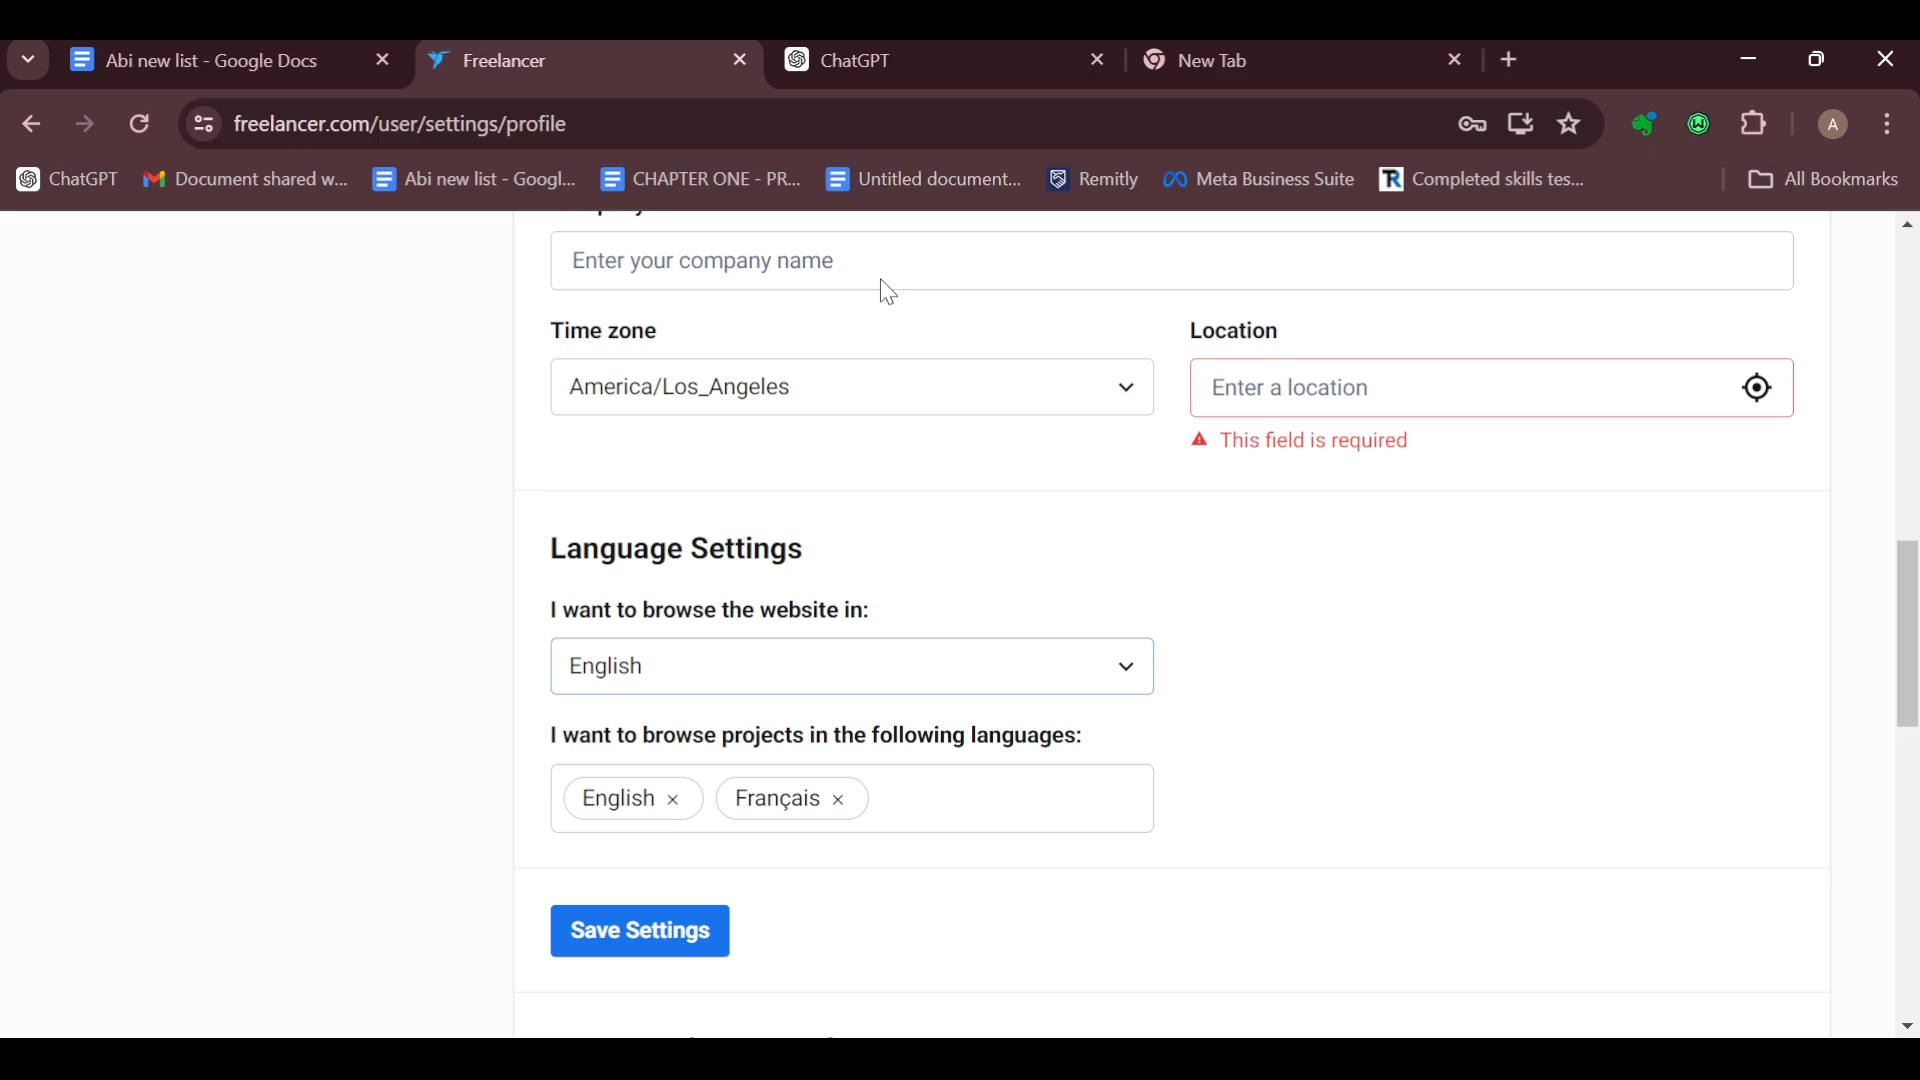 Abi new list - Google Docs
Freelancer
ChatGPT
New Tab
freelancer.com/user/settings/profile
A
ChatGPT
Document shared w...
Abi new list - Googl...
CHAPTER ONE - PR...
Untitled document...
Remitly
Meta Business Suite
Completed skills tes...
All Bookmarks
Enter your company name
Time zone
Location
America/Los_Angeles
Enter a location
This field is required
Language Settings
I want to browse the website in:
English
I want to browse projects in the following languages:
English
Français
Save Settings